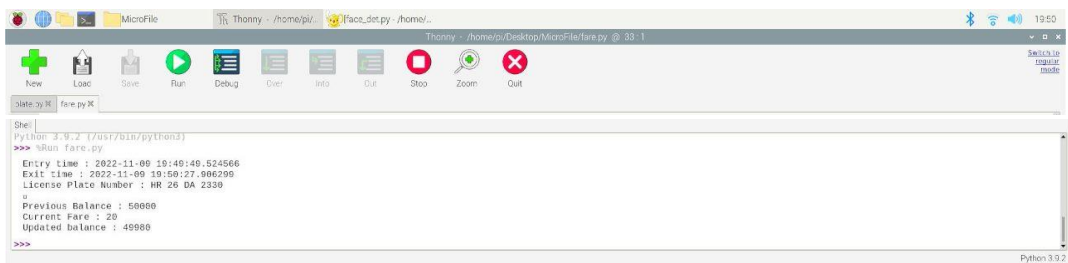 MicroFile
Thonny - /home/pi/...
face_det.py - /home/...
19:50
Thonny - /home/pi/Desktop/MicroFile/fare.py @ 33:1
New Load Save Run Debug Over Into Out Stop Zoom Quit
Switch to
regular
mode
plate.py
fare.py
Shell
Python 3.9.2 (/usr/bin/python3)
>>> %Run fare.py
Entry time : 2022-11-09 19:49:49.524566
Exit time : 2022-11-09 19:50:27.906299
License Plate Number : HR 26 DA 2330
Previous Balance : 50000
Current Fare : 20
Updated balance : 49980
>>>
Python 3.9.2